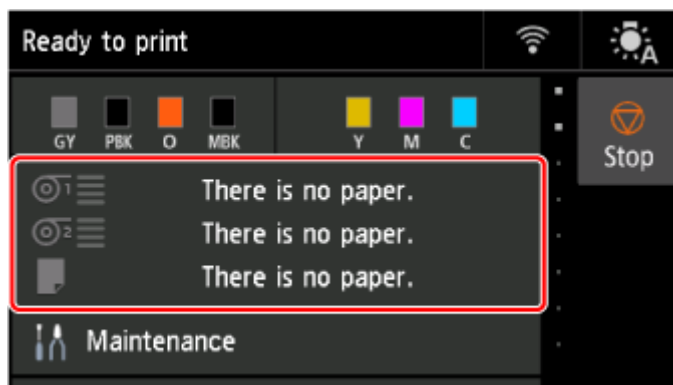 Ready to print
A
GY PBK O MBK Y M C
Stop
1 There is no paper.
2 There is no paper.
There is no paper.
Maintenance